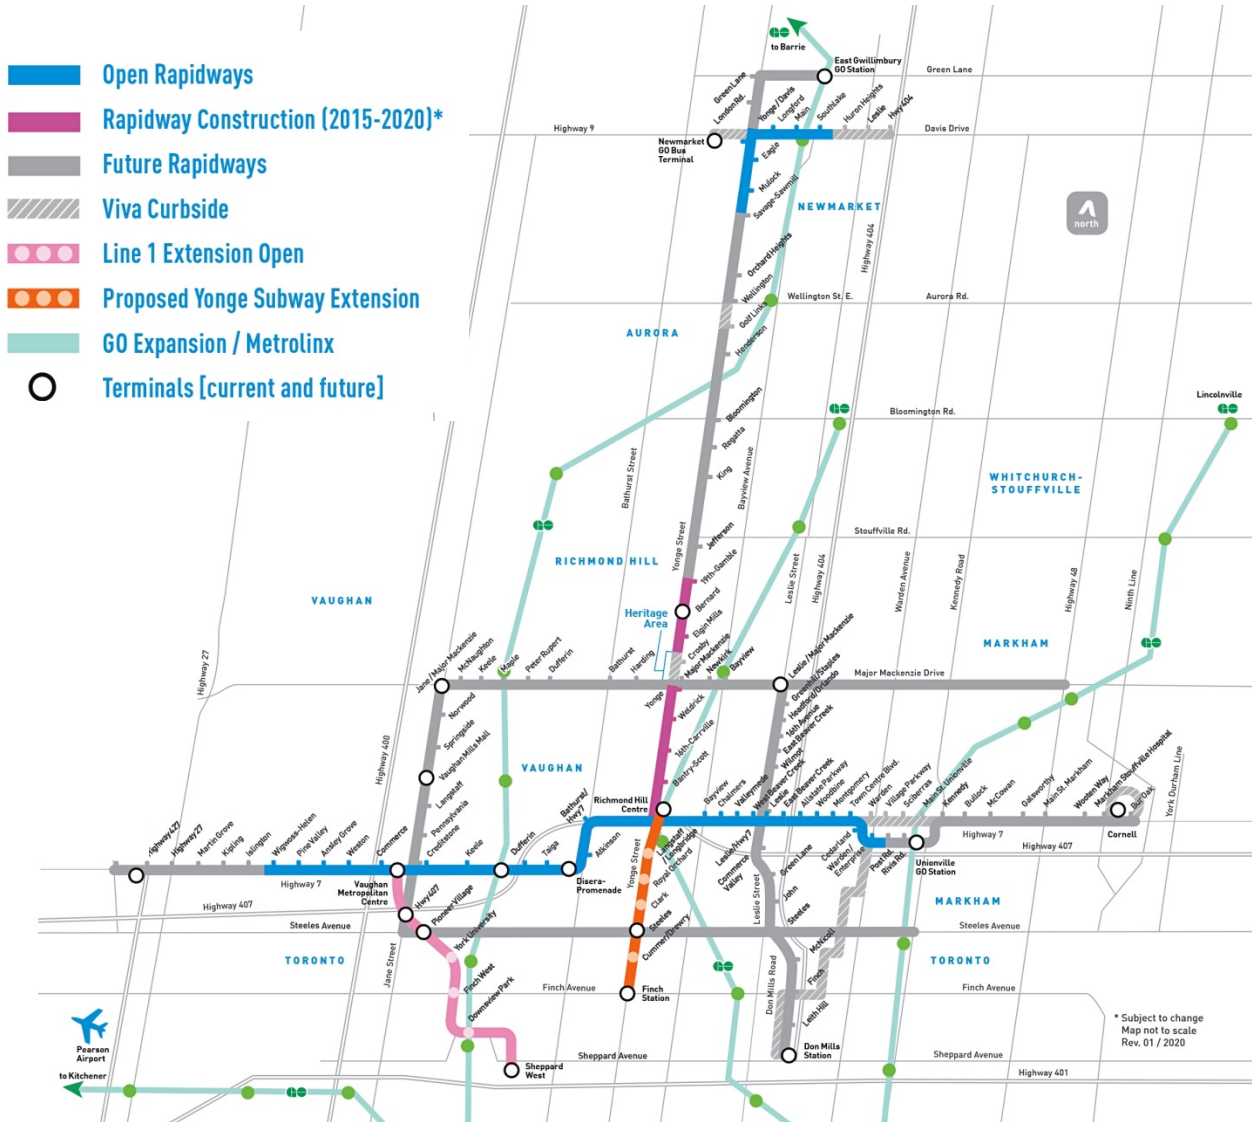 Open Rapidways
Rapidway Construction (2015-2020)*
Future Rapidways
Viva Curbside
Line 1 Extension Open
Proposed Yonge Subway Extension
GO Expansion / Metrolinx
Terminals [current and future]
to Barrie
East Gwillimbury
GO Station
Green Lane
Green Lane
London Rd.
Yonge / Davis
Longford
Main
Southlake
Huron Heights
Leslie
Hwy 404
Highway 9
Davis Drive
Newmarket
GO Bus
Terminal
Eagle
Mulock
Savage-Sawmill
NEWMARKET
north
Highway 404
Orchard Heights
Wellington
Golf Links
Henderson
Wellington St. E.
Aurora Rd.
AURORA
Bloomington
Regatta
King
Bloomington Rd.
Lincolnville
Bathurst Street
Bayview Avenue
WHITCHURCH-
STOUFFVILLE
Stouffville Rd.
Jefferson
Yonge Street
19th-Gamble
Bernard
Elgin Mills
Crosby
Major Mackenzie
RICHMOND HILL
VAUGHAN
Heritage
Area
Leslie Street
Highway 404
Warden Avenue
Kennedy Road
Highway 48
Ninth Line
MARKHAM
Highway 27
Jane / Major Mackenzie
McNaughton
Keele
Maple
Peter Rupert
Dufferin
Bathurst
Harding
Yonge
Newkirk
Bayview
Leslie / Major Mackenzie
Major Mackenzie Drive
Greenhill/Staples
Headford/Orlando
16th Avenue
East Beaver Creek
Wilmot
West Beaver Creek
Norwood
Springside
Vaughan Mills Mall
Langstaff
Pennsylvania
Highway 400
Weldrick
16th-Carrville
Bantry-Scott
VAUGHAN
Richmond Hill
Centre
Bathurst/
Hwy7
Bayview
Chalmers
Valleymede
Leslie
East Beaver Creek
Allstate Parkway
Woodbine
Montgomery
Town Centre Blvd.
Warden
Village Parkway
Sciberras
Main St. Unionville
Kennedy
Bullock
McCowan
Galsworthy
Main St. Markham
Wooten Way
Markham Stouffville Hospital
Bur Oak
York Durham Line
Cornell
Highway 7
Highway 407
Highway 427
Highway 27
Martin Grove
Kipling
Islington
Wigwoss-Helen
Pine Valley
Ansley Grove
Weston
Commerce
Creditstone
Keele
Dufferin
Taiga
Atkinson
Disera-
Promenade
Highway 7
Vaughan
Metropolitan
Centre
Highway 407
Hwy 407
Pioneer Village
York University
Finch West
Downsview Park
Sheppard
West
Jane Street
Steeles Avenue
TORONTO
Yonge Street
Langstaff
/ Longbridge
Royal Orchard
Clark
Steeles
Cummer/Drewry
Finch
Station
Finch Avenue
Leslie/Hwy7
Commerce
Valley
Green Lane
John
Steeles
McNicoll
Finch
Leith Hill
Leslie Street
Don Mills Road
Don Mills
Station
Cedarland
Warden/
Enterprise
Post Rd.
Rivis Rd.
Unionville
GO Station
MARKHAM
Steeles Avenue
TORONTO
Finch Avenue
Sheppard Avenue
Sheppard Avenue
Highway 401
Pearson
Airport
to Kitchener
* Subject to change
Map not to scale
Rev. 01 / 2020